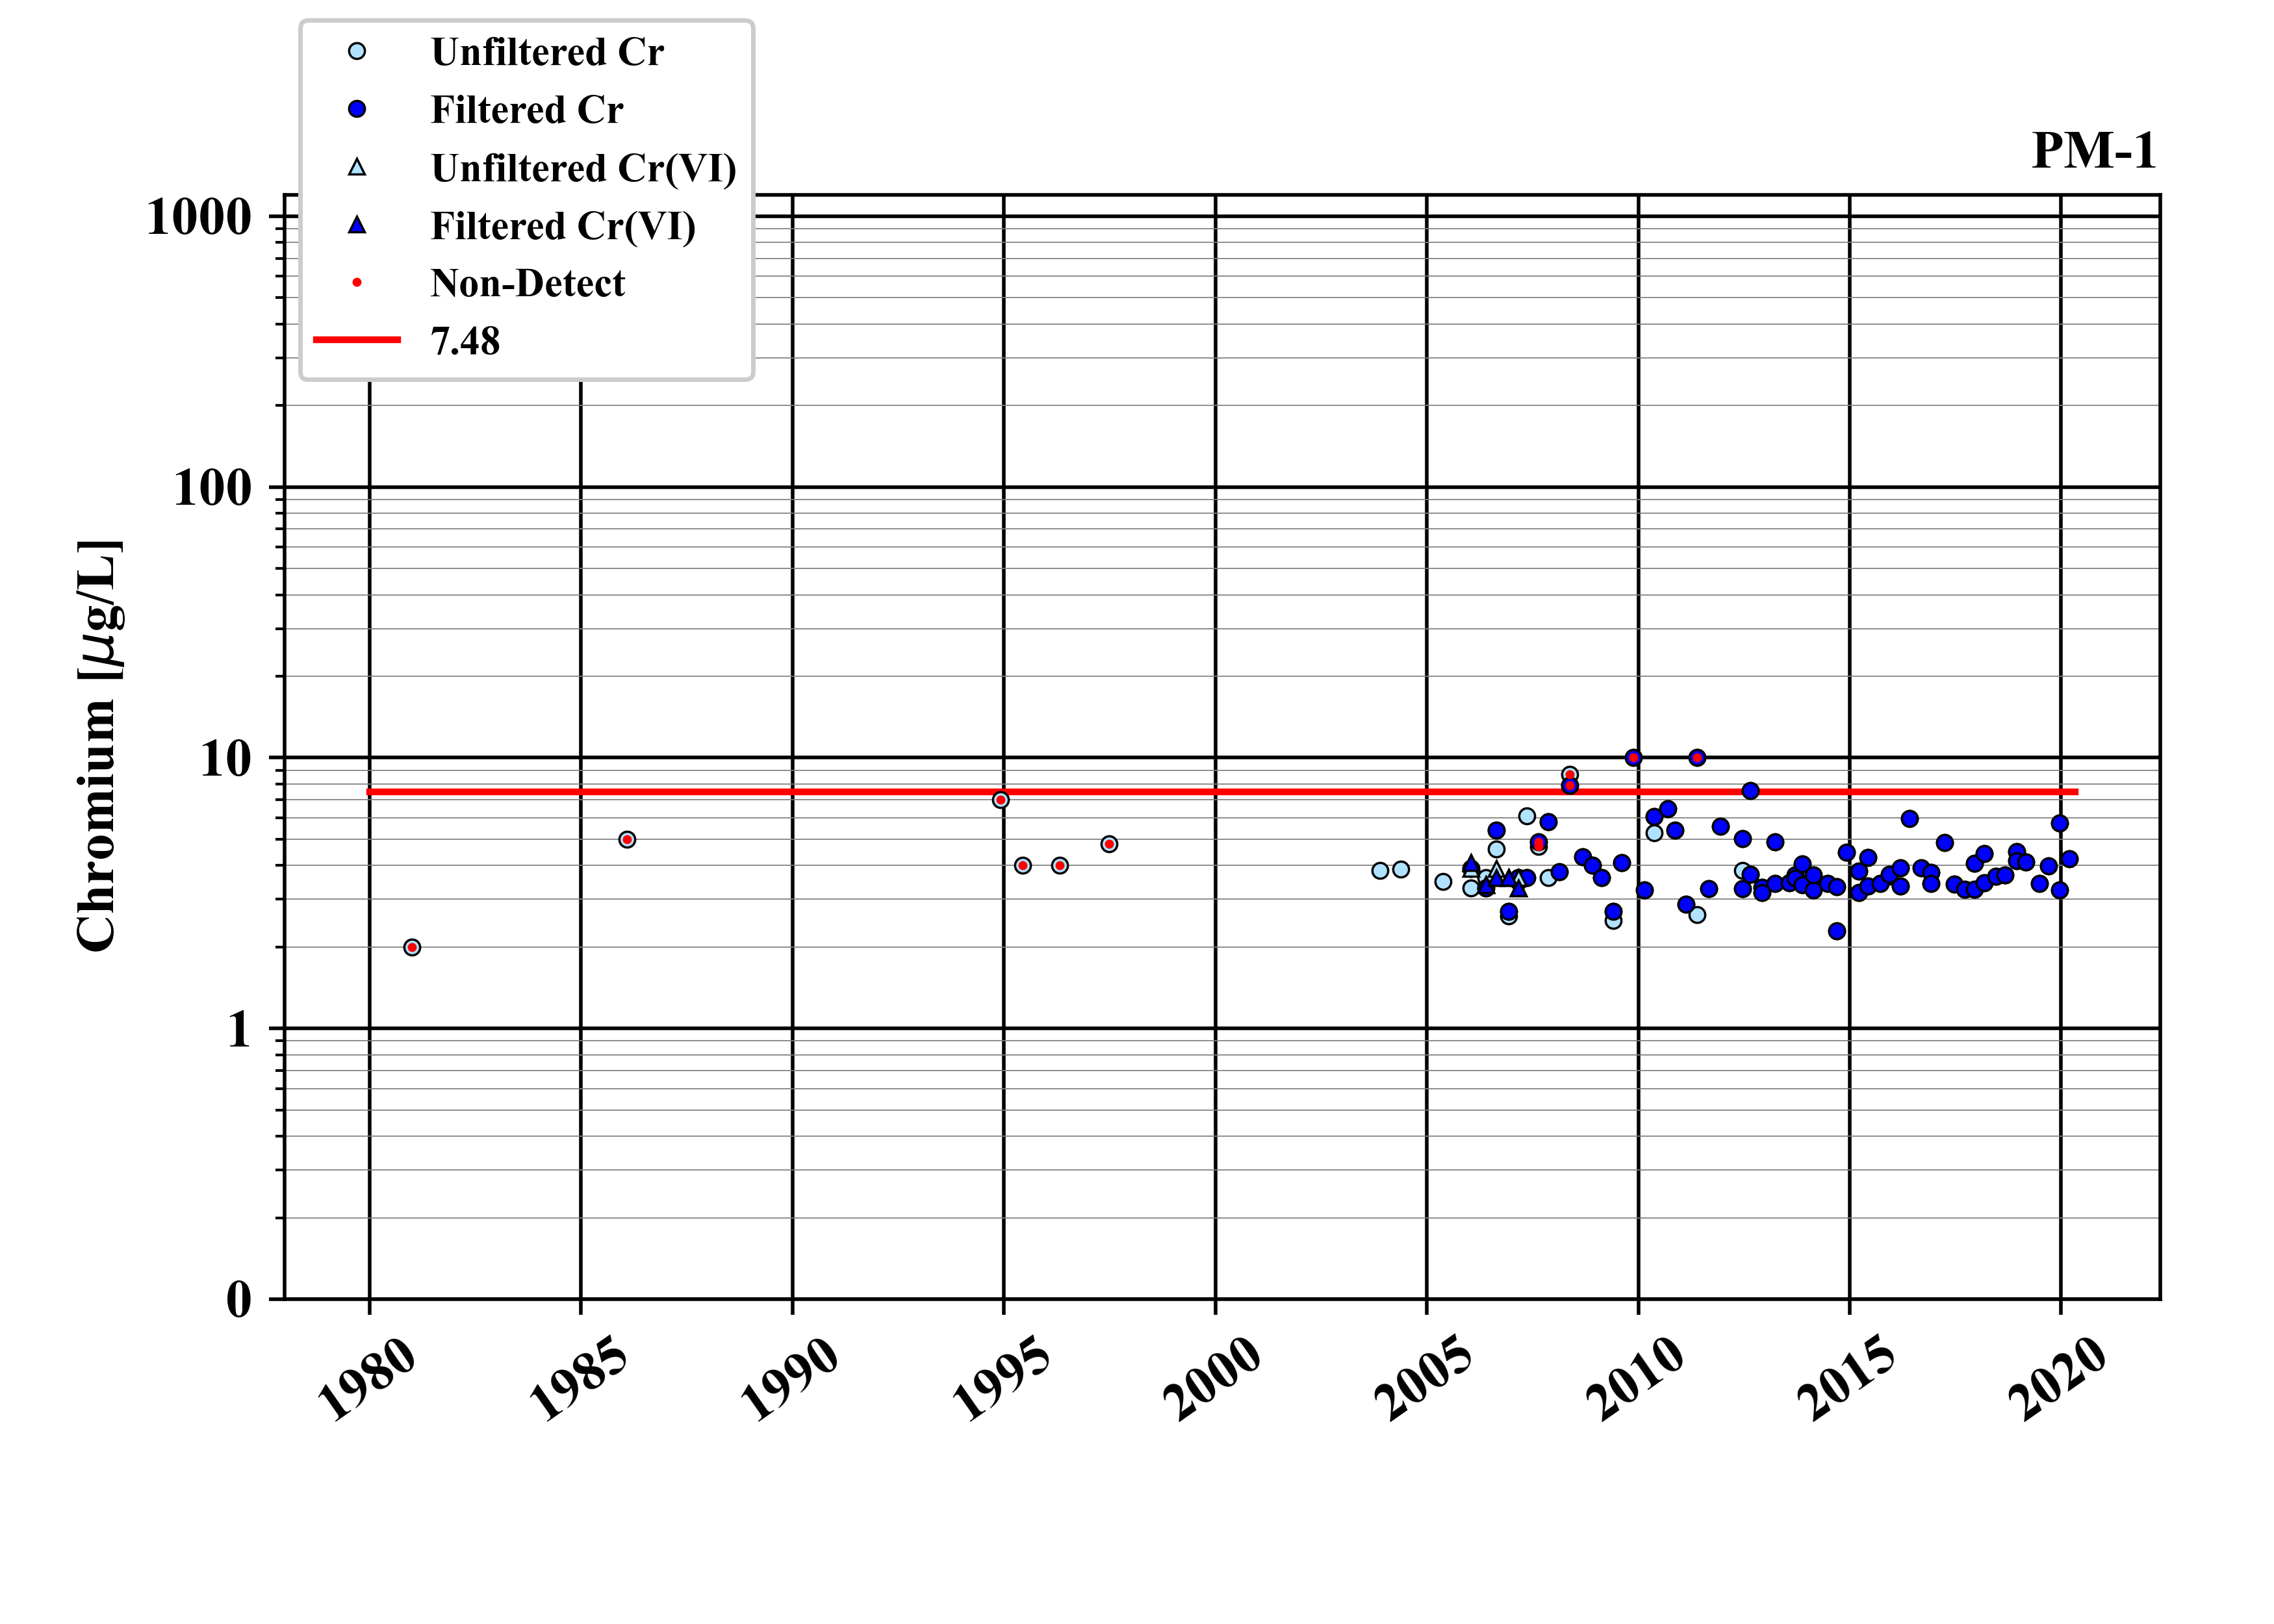 Unfiltered Cr
Filtered Cr
Unfiltered Cr(VI)
Filtered Cr(VI)
Non-Detect
7.48
PM-1
1000
100
10
1
0
Chromium [μg/L]
1980
1985
1990
1995
2000
2005
2010
2015
2020